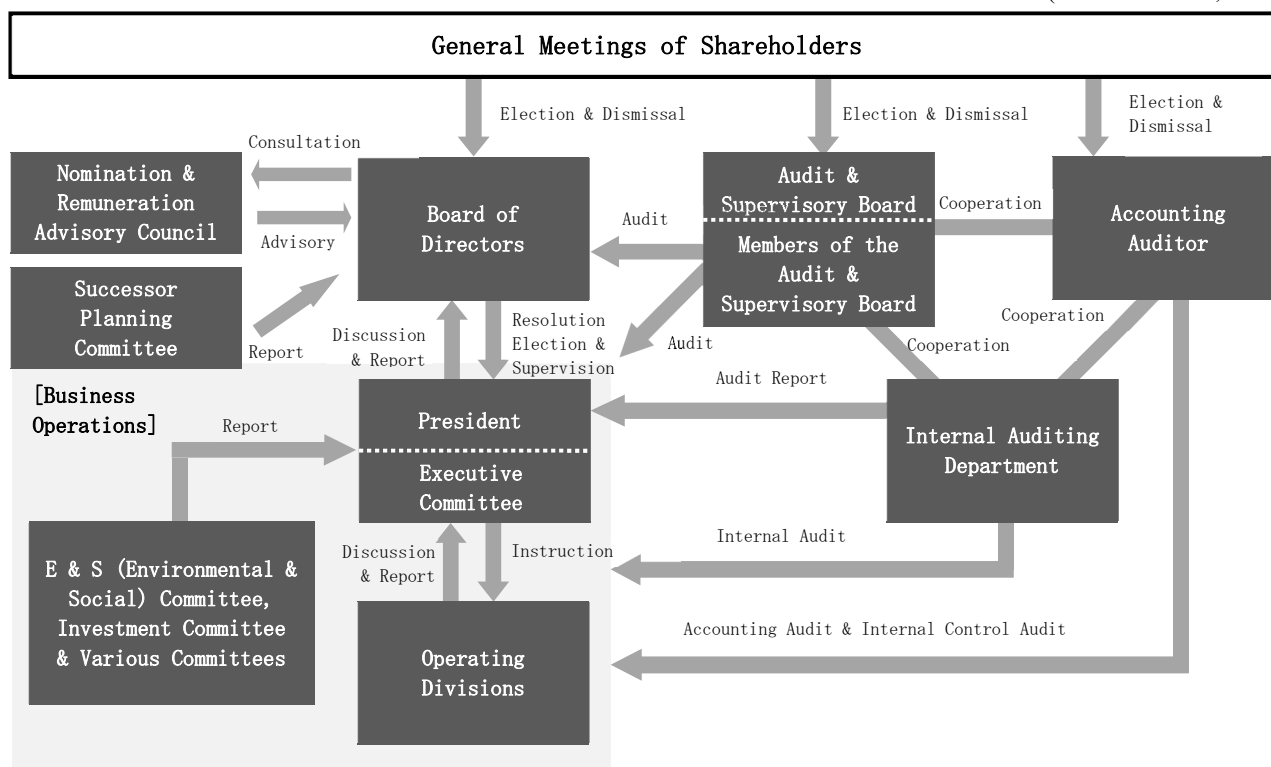 General Meetings of Shareholders
Election & Dismissal
Election & Dismissal
Election &
Dismissal
Consultation
Nomination &
Remuneration
Advisory Council
Advisory
Board of
Directors
Audit
Audit &
Supervisory Board
Members of the
Audit &
Supervisory Board
Cooperation
Accounting
Auditor
Successor
Planning
Committee
Report
Discussion
& Report
Resolution
Election &
Supervision
Audit
Cooperation
Cooperation
[Business
Operations]
Report
President
Executive
Committee
Audit Report
Internal Auditing
Department
E & S (Environmental &
Social) Committee,
Investment Committee
& Various Committees
Discussion
& Report
Instruction
Internal Audit
Operating
Divisions
Accounting Audit & Internal Control Audit